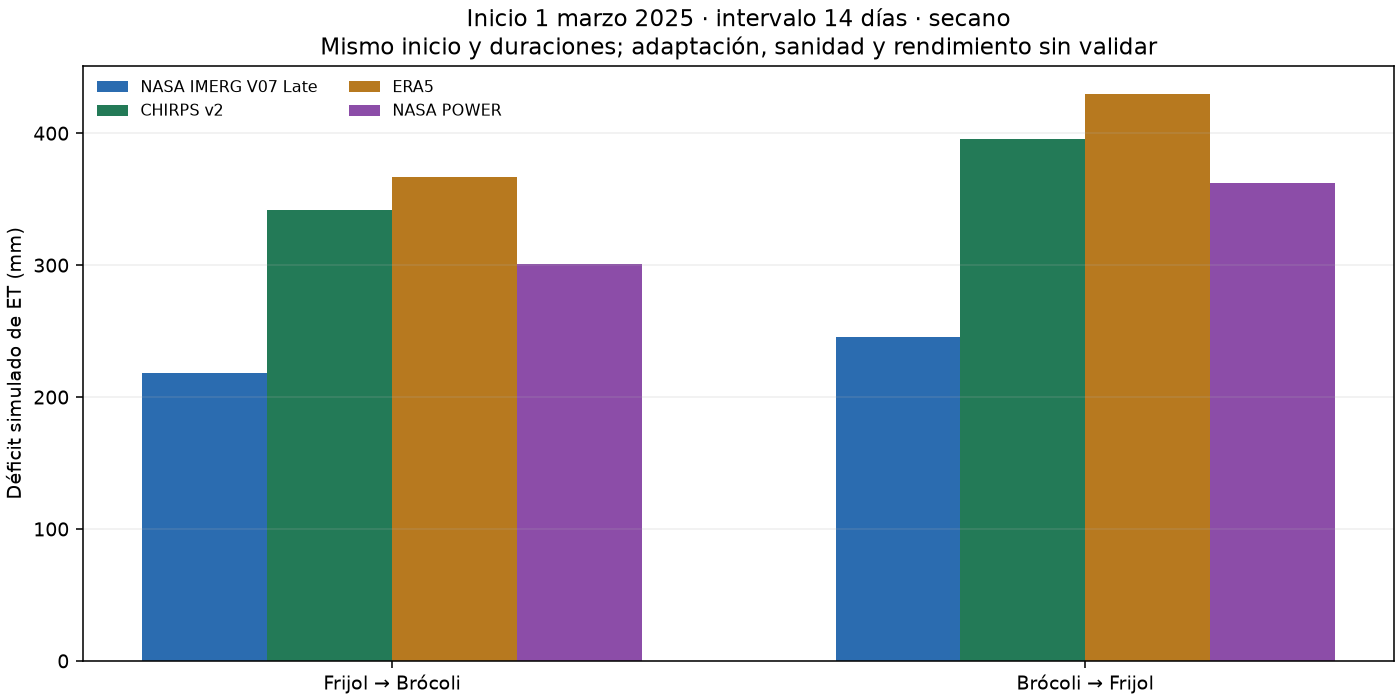 Inicio 1 marzo 2025 · intervalo 14 días · secano
Mismo inicio y duraciones; adaptación, sanidad y rendimiento sin validar
NASA IMERG V07 Late
CHIRPS v2
ERA5
NASA POWER
Déficit simulado de ET (mm)
400
300
200
100
0
Frijol → Brócoli
Brócoli → Frijol